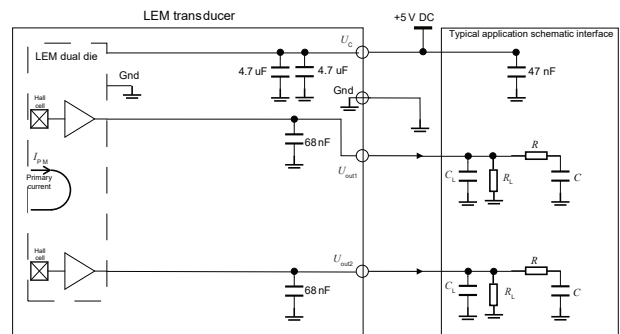 LEM transducer
+5 V DC
Typical application schematic interface
U_C
LEM dual die
4.7 uF
4.7 uF
47 nF
Gnd
Gnd
Hall
cell
68 nF
I_PM
Primary
current
U_out1
C_L
R_L
R
C
Hall
cell
U_out2
68 nF
C_L
R_L
R
C